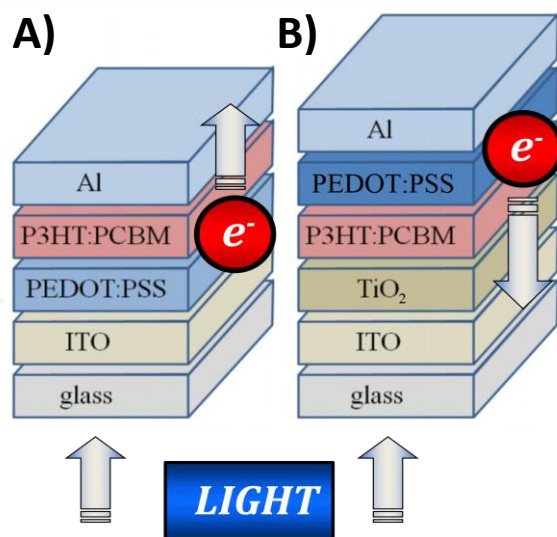 A)
B)
Al
P3HT:PCBM
PEDOT:PSS
ITO
glass
e-
Al
PEDOT:PSS
P3HT:PCBM
TiO₂
ITO
glass
e-
LIGHT